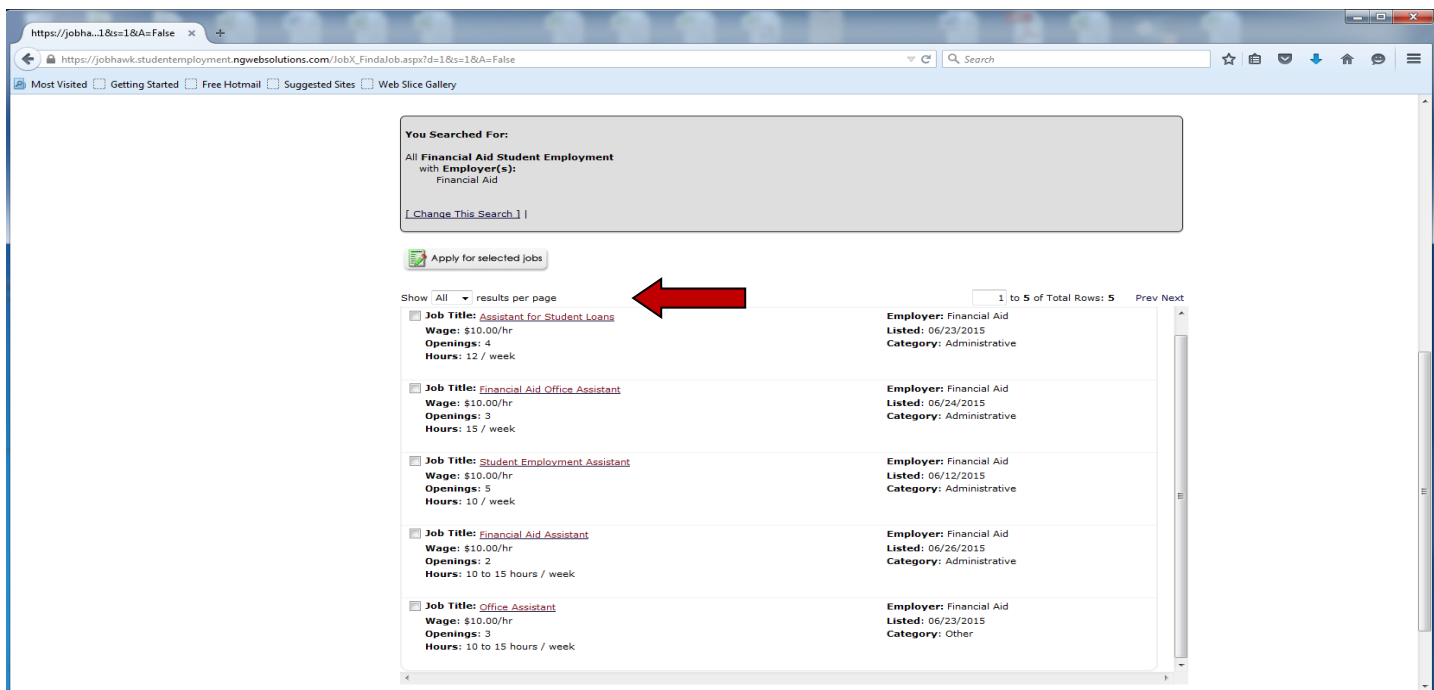 https://jobha...1&s=1&A=False × +
https://jobhawk.studentemployment.ngwebsolutions.com/JobX_FindaJob.aspx?d=1&s=1&A=False Search
Most Visited Getting Started Free Hotmail Suggested Sites Web Slice Gallery
You Searched For:
All Financial Aid Student Employment
with Employer(s):
Financial Aid
[ Change This Search ] |
Apply for selected jobs
Show All results per page 1 to 5 of Total Rows: 5 Prev Next
Job Title: Assistant for Student Loans Employer: Financial Aid
Wage: $10.00/hr Listed: 06/23/2015
Openings: 4 Category: Administrative
Hours: 12 / week
Job Title: Financial Aid Office Assistant Employer: Financial Aid
Wage: $10.00/hr Listed: 06/24/2015
Openings: 3 Category: Administrative
Hours: 15 / week
Job Title: Student Employment Assistant Employer: Financial Aid
Wage: $10.00/hr Listed: 06/12/2015
Openings: 5 Category: Administrative
Hours: 10 / week
Job Title: Financial Aid Assistant Employer: Financial Aid
Wage: $10.00/hr Listed: 06/26/2015
Openings: 2 Category: Administrative
Hours: 10 to 15 hours / week
Job Title: Office Assistant Employer: Financial Aid
Wage: $10.00/hr Listed: 06/23/2015
Openings: 3 Category: Other
Hours: 10 to 15 hours / week